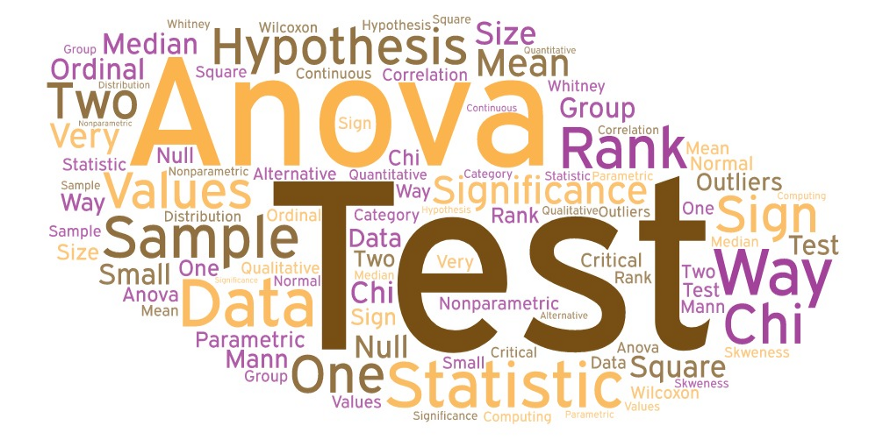 Whitney
Wilcoxon
Hypothesis
Square
Size
Group
Median
Hypothesis
Quantitative
Ordinal
Square
Continuous
Correlation
Mean
Two
Distribution
Anova
Continuous
Whitney
Group
Nonparametric
Sign
Correlation
Very
Rank
Mean
Statistic
Null
Chi
Normal
Nonparametric
Alternative
Quantitative
Category
Statistic
Parametric
Outliers
Sample
Values
Way
Significance
Computing
Way
Distribution
Ordinal
Category
Hypothesis
Rank
Qualitative
Outliers
One
Sign
Sample
Sample
Data
Test
Median
Test
Size
Two
Very
Critical
Way
Small
One
Qualitative
Median
Rank
Two
Significance
Normal
Anova
Data
Chi
Nonparametric
Test
Mean
Sign
Alternative
Mann
Chi
Parametric
Null
Critical
Anova
Skweness
Mann
Small
Data
Square
Group
One
Statistic
Skweness
Values
Wilcoxon
Values
Significance
Computing
Parametric